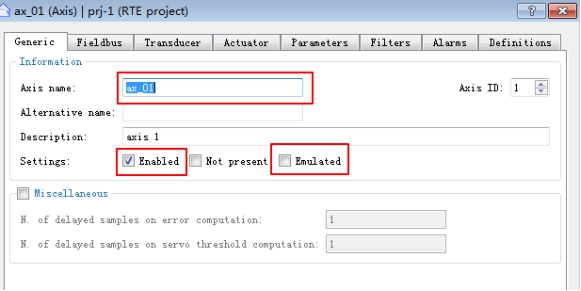 ax_01 (Axis) | prj-1 (RTE project)
Generic Fieldbus Transducer Actuator Parameters Filters Alarms Definitions
Information
Axis name: ax_01 Axis ID: 1
Alternative name:
Description: axis 1
Settings: Enabled Not present Emulated
Miscellaneous
N. of delayed samples on error computation: 1
N. of delayed samples on servo threshold computation: 1